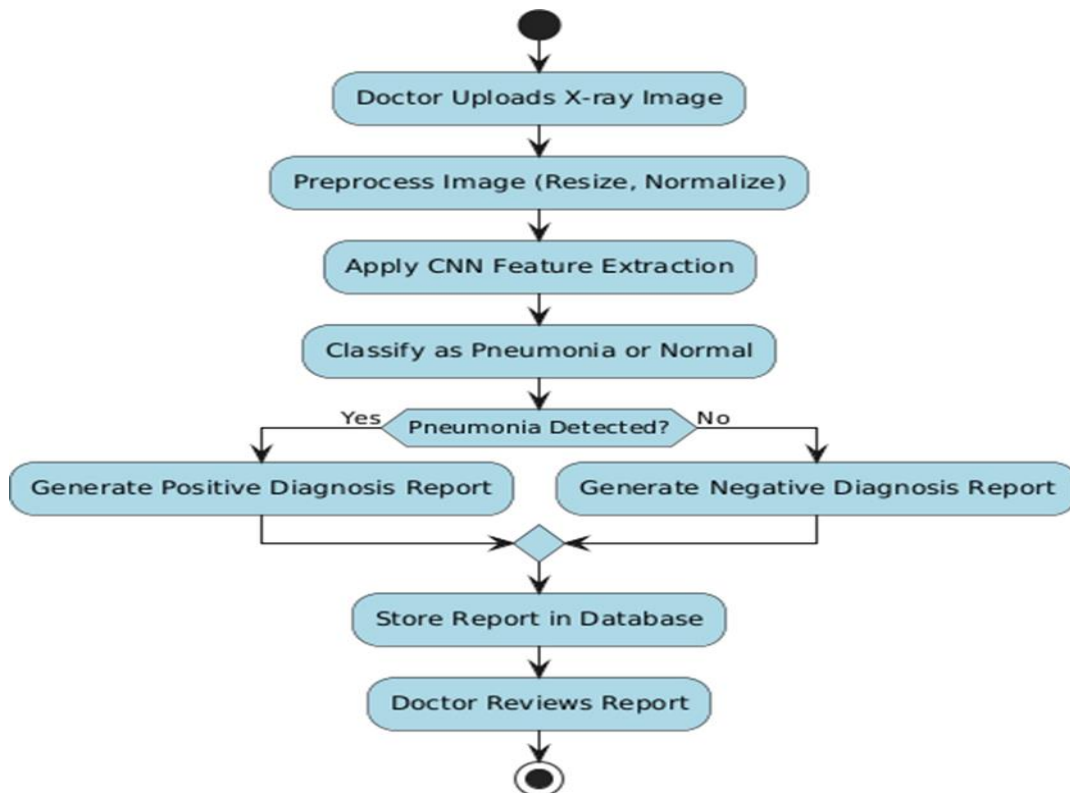 Doctor Uploads X-ray Image
Preprocess Image (Resize, Normalize)
Apply CNN Feature Extraction
Classify as Pneumonia or Normal
Yes
Pneumonia Detected?
No
Generate Positive Diagnosis Report
Generate Negative Diagnosis Report
Store Report in Database
Doctor Reviews Report